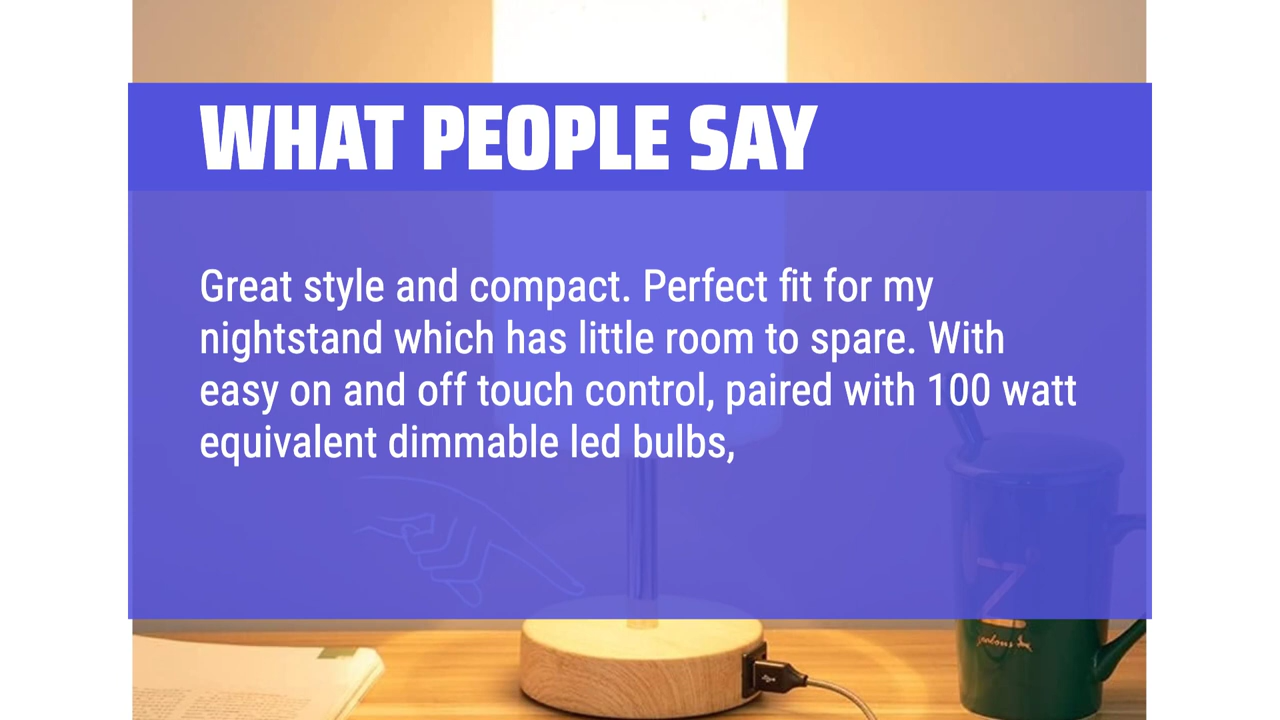 WHAT PEOPLE SAY
Great style and compact. Perfect fit for my
nightstand which has little room to spare. With
easy on and off touch control, paired with 100 watt
equivalent dimmable led bulbs,